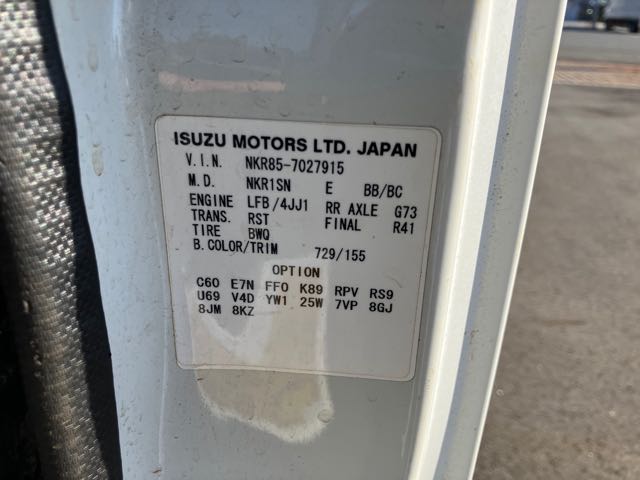 ISUZU MOTORS LTD. JAPAN
V.I.N. NKR85-7027915
M.D. NKR1SN E BB/BC
ENGINE LFB/4JJ1 RR AXLE G73
TRANS. RST FINAL R41
TIRE BWQ
B.COLOR/TRIM 729/155
OPTION
C60 E7N FF0 K89 RPV RS9
U69 V4D YW1 25W 7VP 8GJ
8JM 8KZ